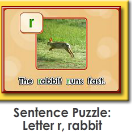 r
The rabbit runs fast.
Sentence Puzzle:
Letter r, rabbit